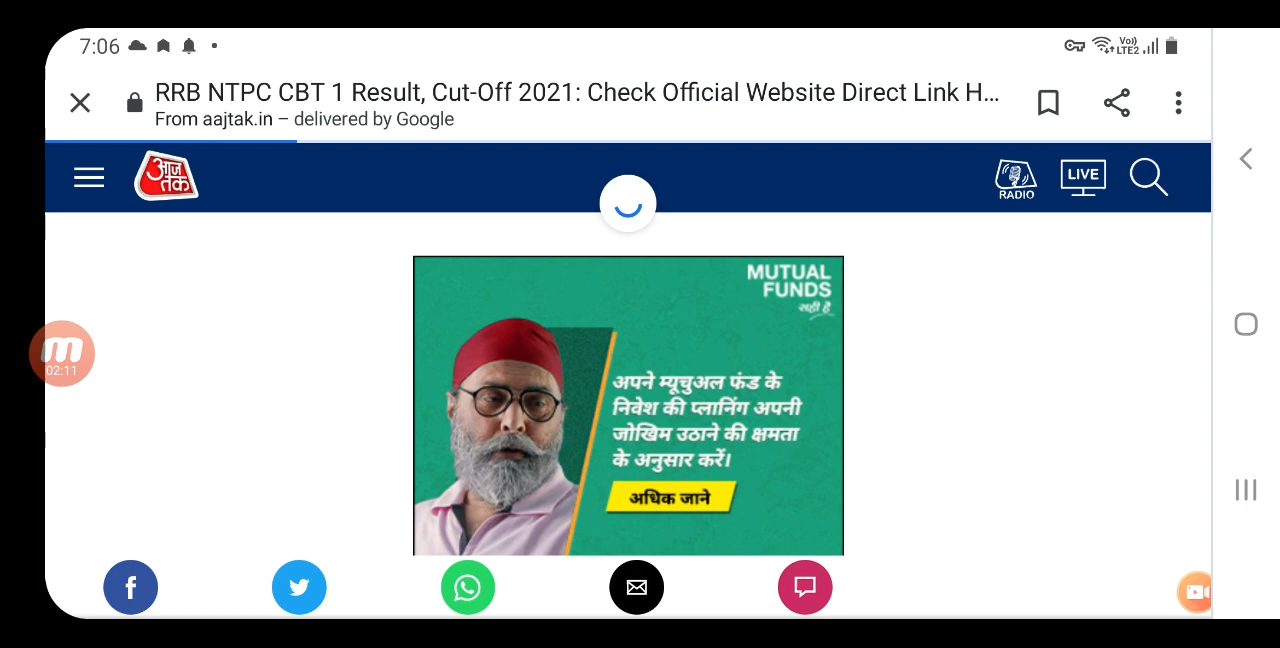 7:06
Vo)) LTE2
RRB NTPC CBT 1 Result, Cut-Off 2021: Check Official Website Direct Link H...
From aajtak.in – delivered by Google
आज तक
RADIO
LIVE
MUTUAL
FUNDS
सही है
m
02:11
अपने म्यूचुअल फंड के
निवेश की प्लानिंग अपनी
जोखिम उठाने की क्षमता
के अनुसार करें।
अधिक जाने
f